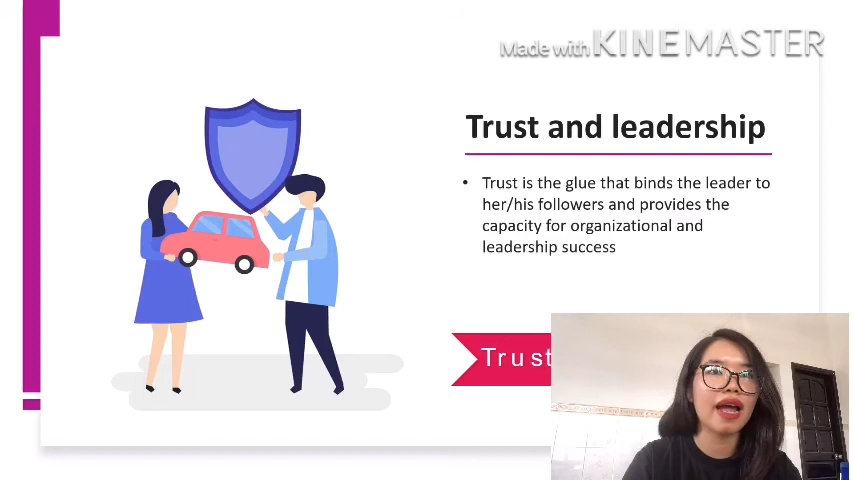 Made with KINEMASTER
Trust and leadership
• Trust is the glue that binds the leader to
her/his followers and provides the
capacity for organizational and
leadership success
Trust